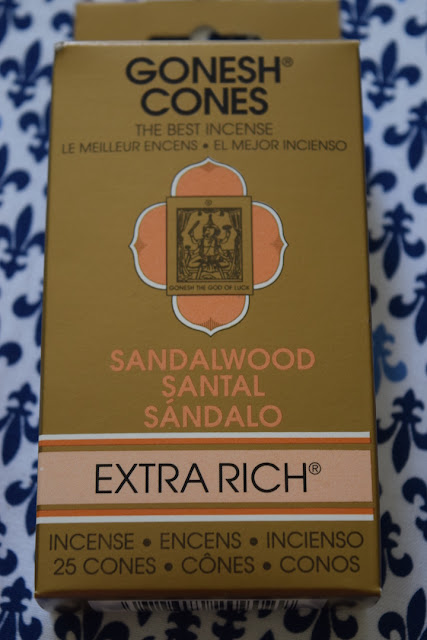 GONESH®
CONES
THE BEST INCENSE
LE MEILLEUR ENCENS • EL MEJOR INCIENSO
GONESH THE GOD OF LUCK
SANDALWOOD
SANTAL
SÁNDALO
EXTRA RICH®
INCENSE • ENCENS • INCIENSO
25 CONES • CÔNES • CONOS